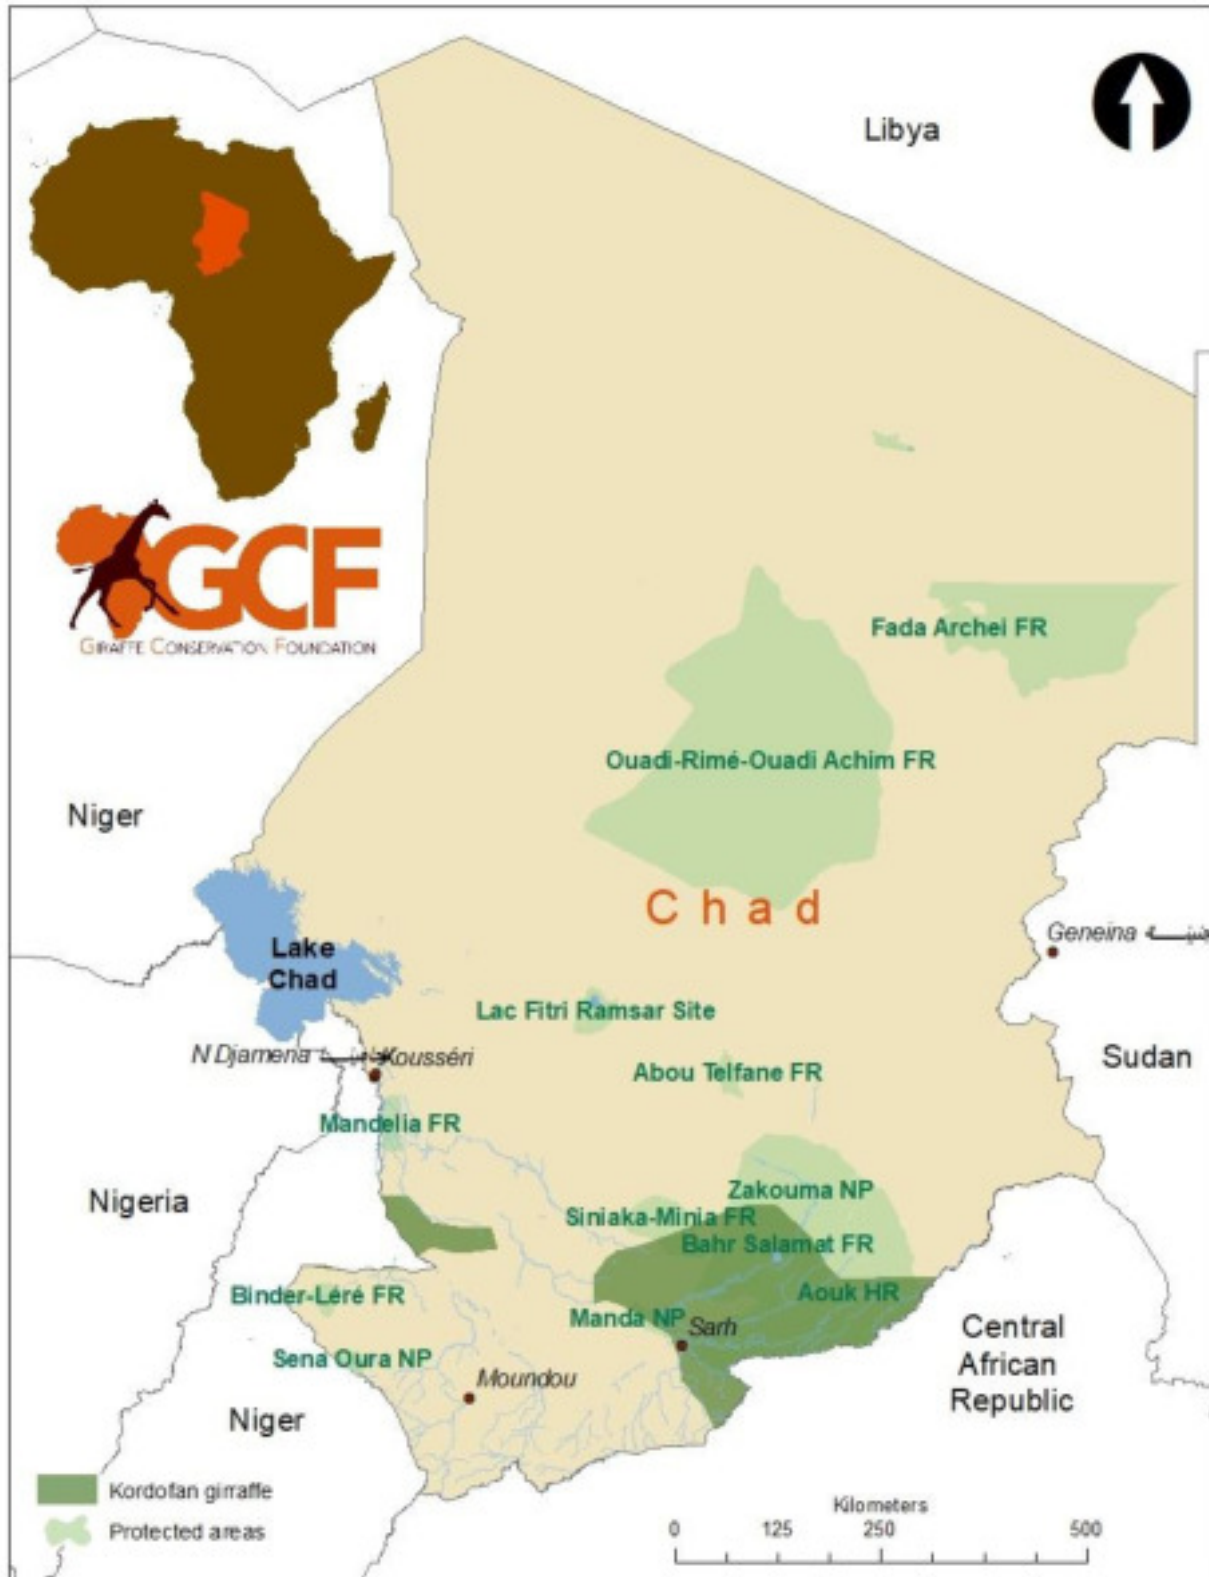 Libya
GCF
GIRAFFE CONSERVATION FOUNDATION
Fada Archei FR
Ouadi-Rimé-Ouadi Achim FR
Niger
Chad
Lake
Chad
Geneina
Lac Fitri Ramsar Site
N'Djamena
Kousséri
Sudan
Abou Telfane FR
Mandelia FR
Nigeria
Zakouma NP
Siniaka-Minia FR
Bahr Salamat FR
Binder-Léré FR
Aouk HR
Manda NP
Sarh
Central
African
Republic
Sena Oura NP
Moundou
Niger
Kordofan girraffe
Protected areas
Kilometers
0 125 250 500